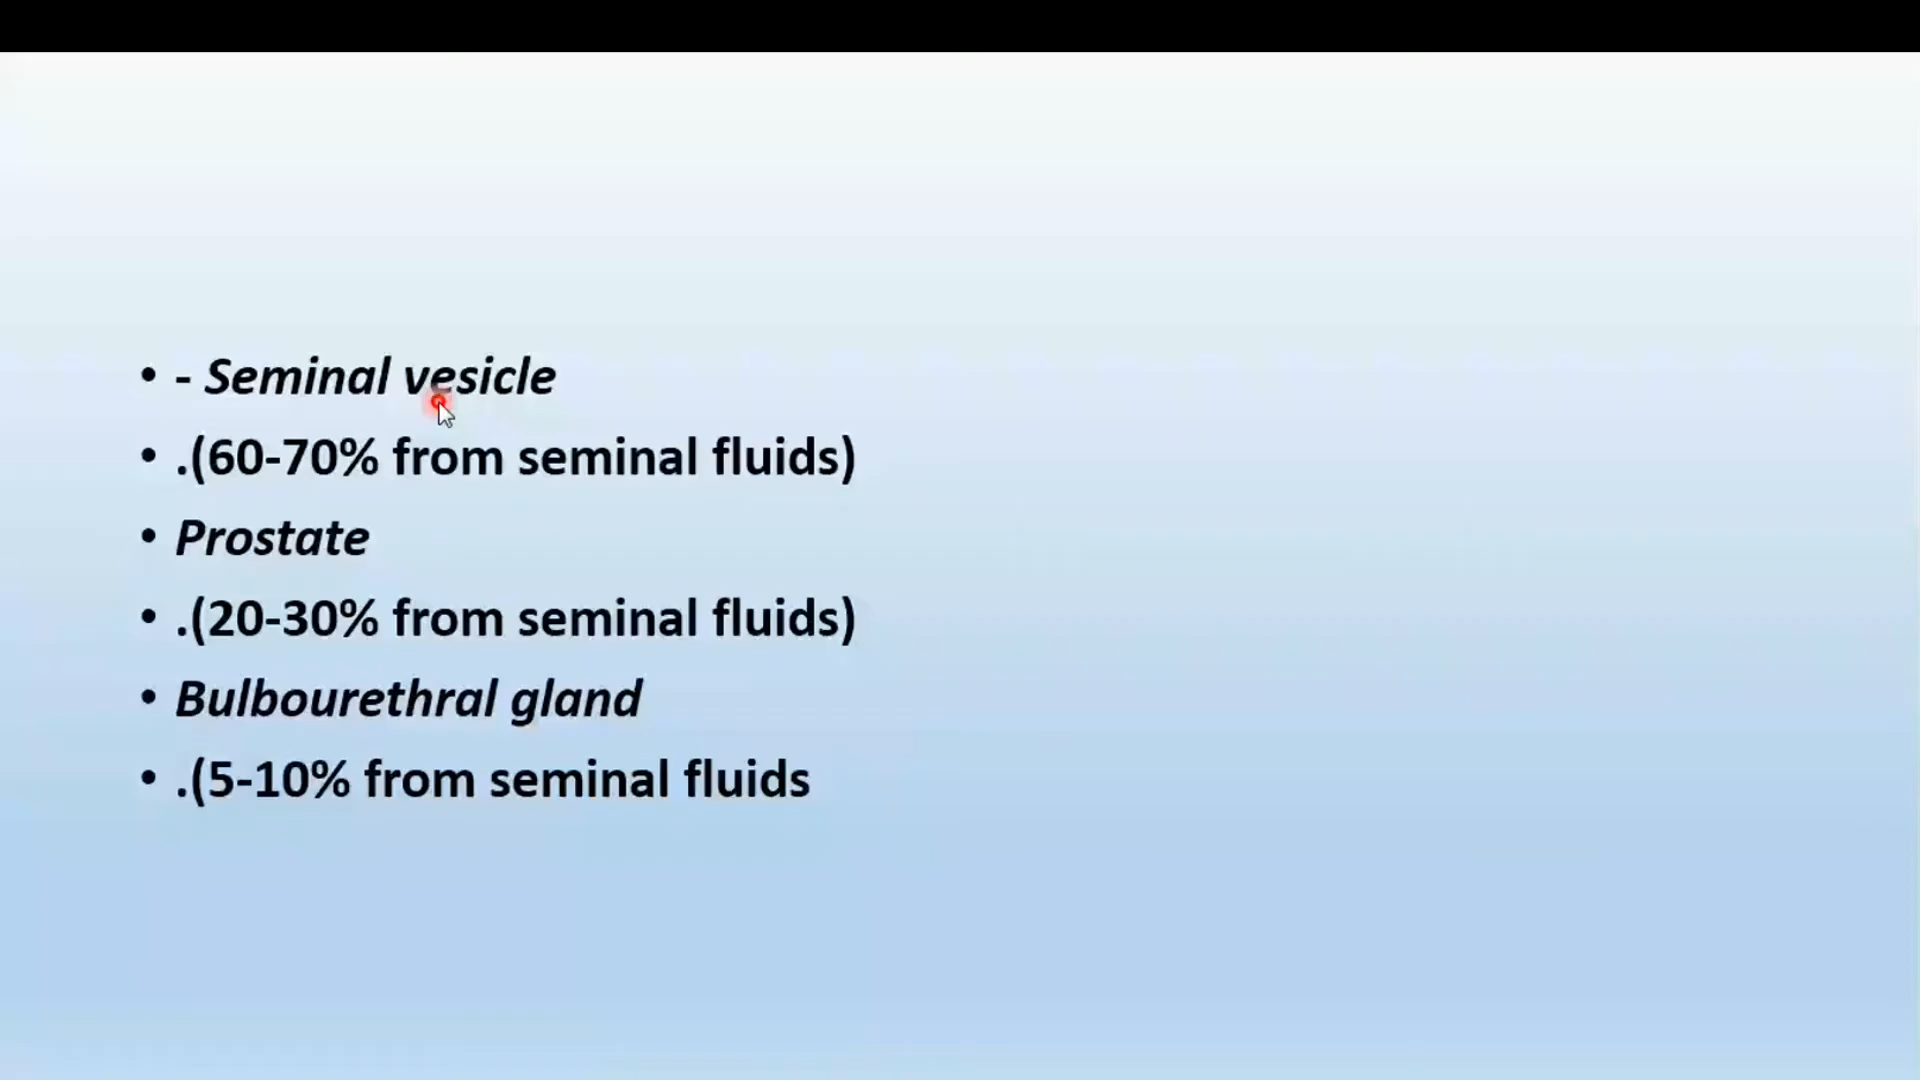 • - Seminal vesicle
• .(60-70% from seminal fluids)
• Prostate
• .(20-30% from seminal fluids)
• Bulbourethral gland
• .(5-10% from seminal fluids